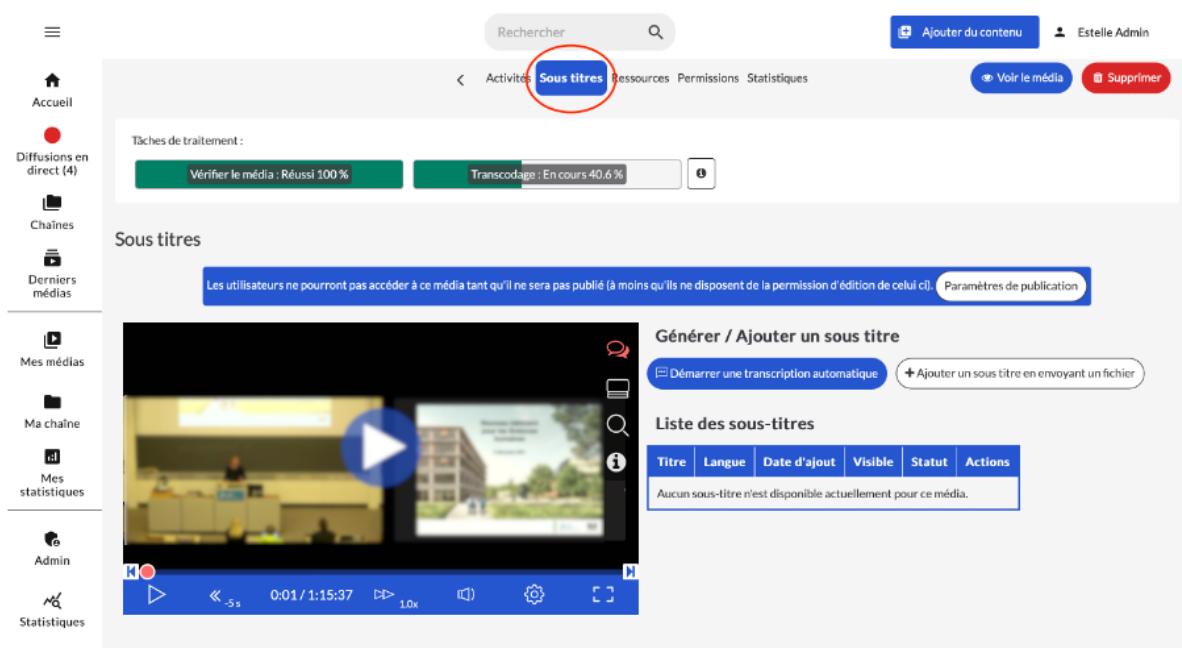 Rechercher
Ajouter du contenu
Estelle Admin
Activités
Sous titres
Ressources
Permissions
Statistiques
Voir le média
Supprimer
Accueil
Diffusions en
direct (4)
Chaînes
Derniers
médias
Mes médias
Ma chaîne
Mes
statistiques
Admin
Statistiques
Tâches de traitement :
Vérifier le média : Réussi 100 %
Transcodage : En cours 40.6 %
Sous titres
Les utilisateurs ne pourront pas accéder à ce média tant qu'il ne sera pas publié (à moins qu'ils ne disposent de la permission d'édition de celui ci).
Paramètres de publication
-5 s
0:01 / 1:15:37
1.0x
Générer / Ajouter un sous titre
Démarrer une transcription automatique
+ Ajouter un sous titre en envoyant un fichier
Liste des sous-titres
Titre Langue Date d'ajout Visible Statut Actions
Aucun sous-titre n'est disponible actuellement pour ce média.